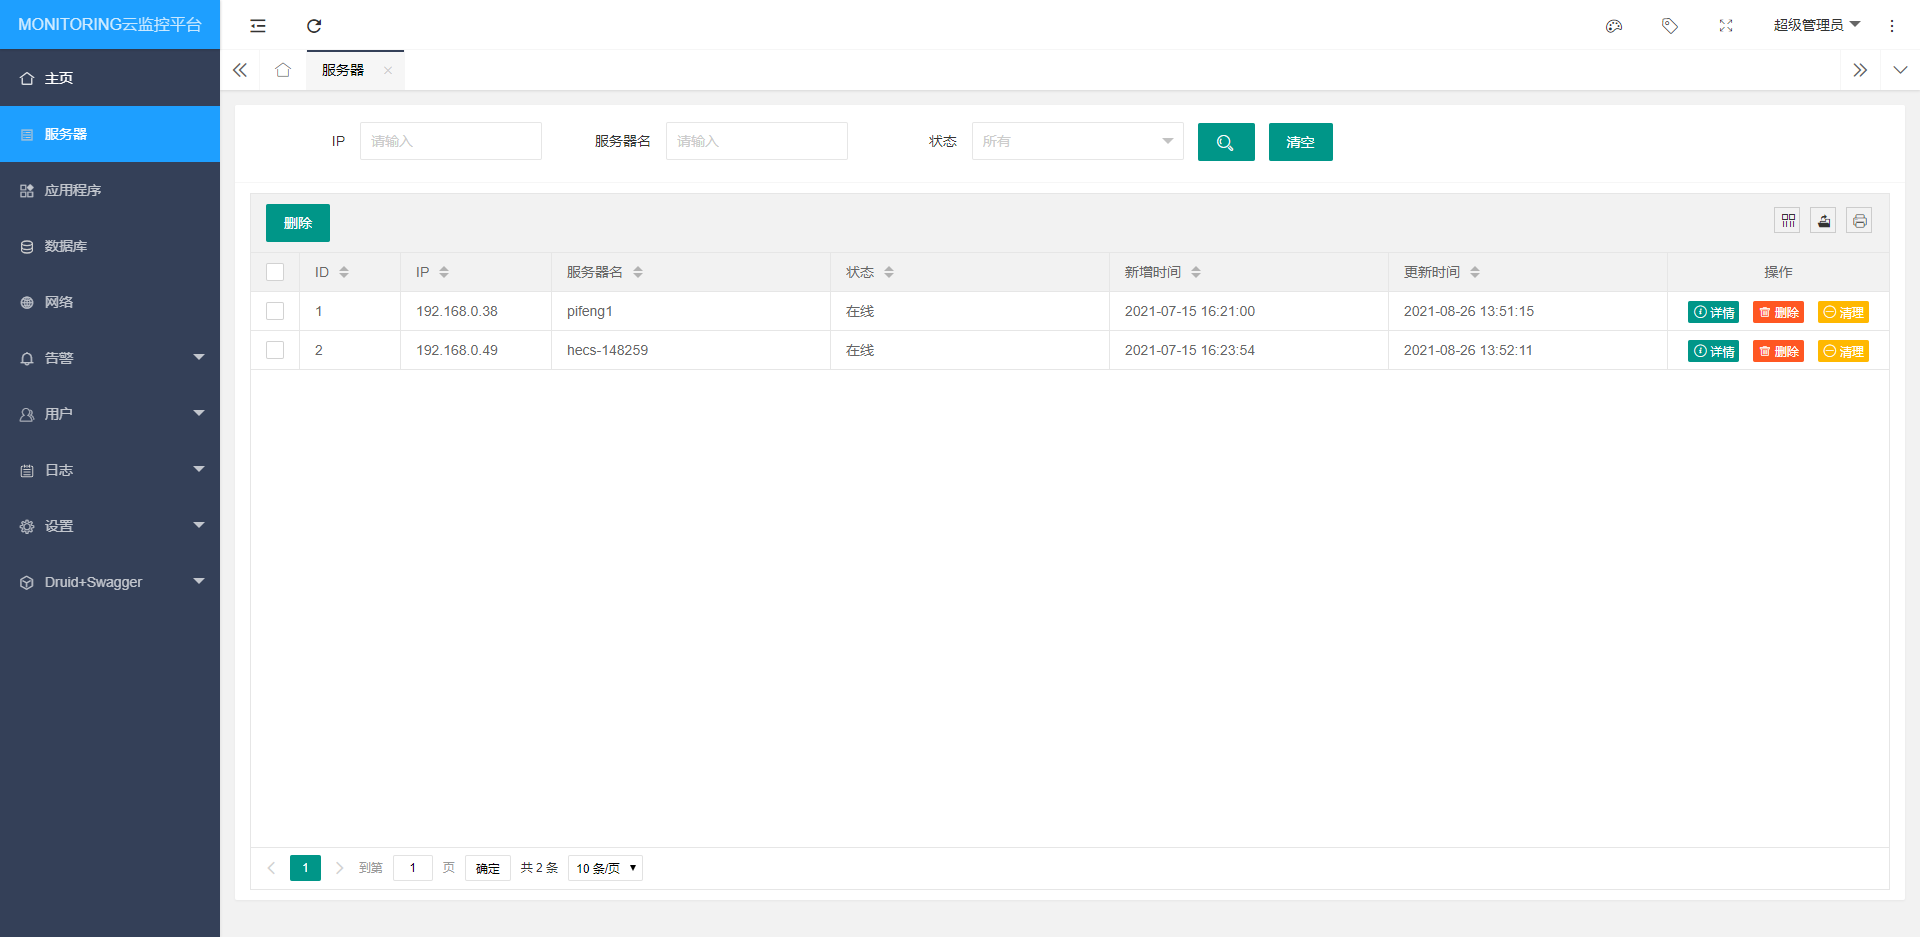 MONITORING云监控平台
超级管理员
主页
服务器
应用程序
数据库
网络
告警
用户
日志
设置
Druid+Swagger
服务器
IP 请输入 服务器名 请输入 状态 所有 清空
删除
ID IP 服务器名 状态 新增时间 更新时间 操作
1 192.168.0.38 pifeng1 在线 2021-07-15 16:21:00 2021-08-26 13:51:15 详情 删除 清理
2 192.168.0.49 hecs-148259 在线 2021-07-15 16:23:54 2021-08-26 13:52:11 详情 删除 清理
1 到第 1 页 确定 共 2 条 10 条/页